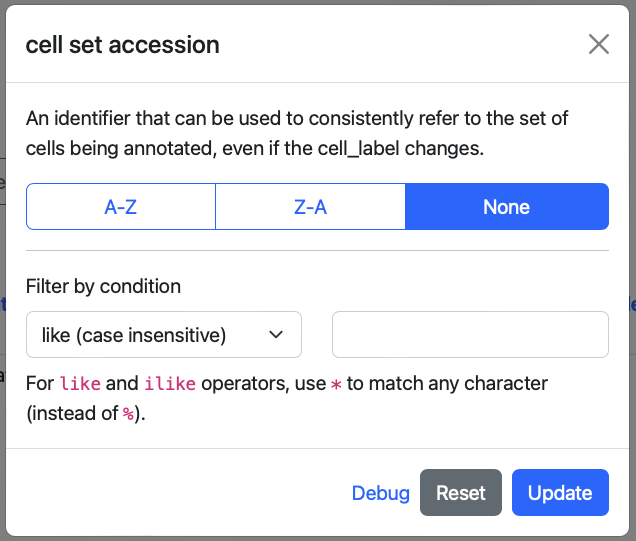 cell set accession
An identifier that can be used to consistently refer to the set of
cells being annotated, even if the cell_label changes.
A-Z Z-A None
Filter by condition
like (case insensitive)
For like and ilike operators, use * to match any character
(instead of %).
Debug Reset Update